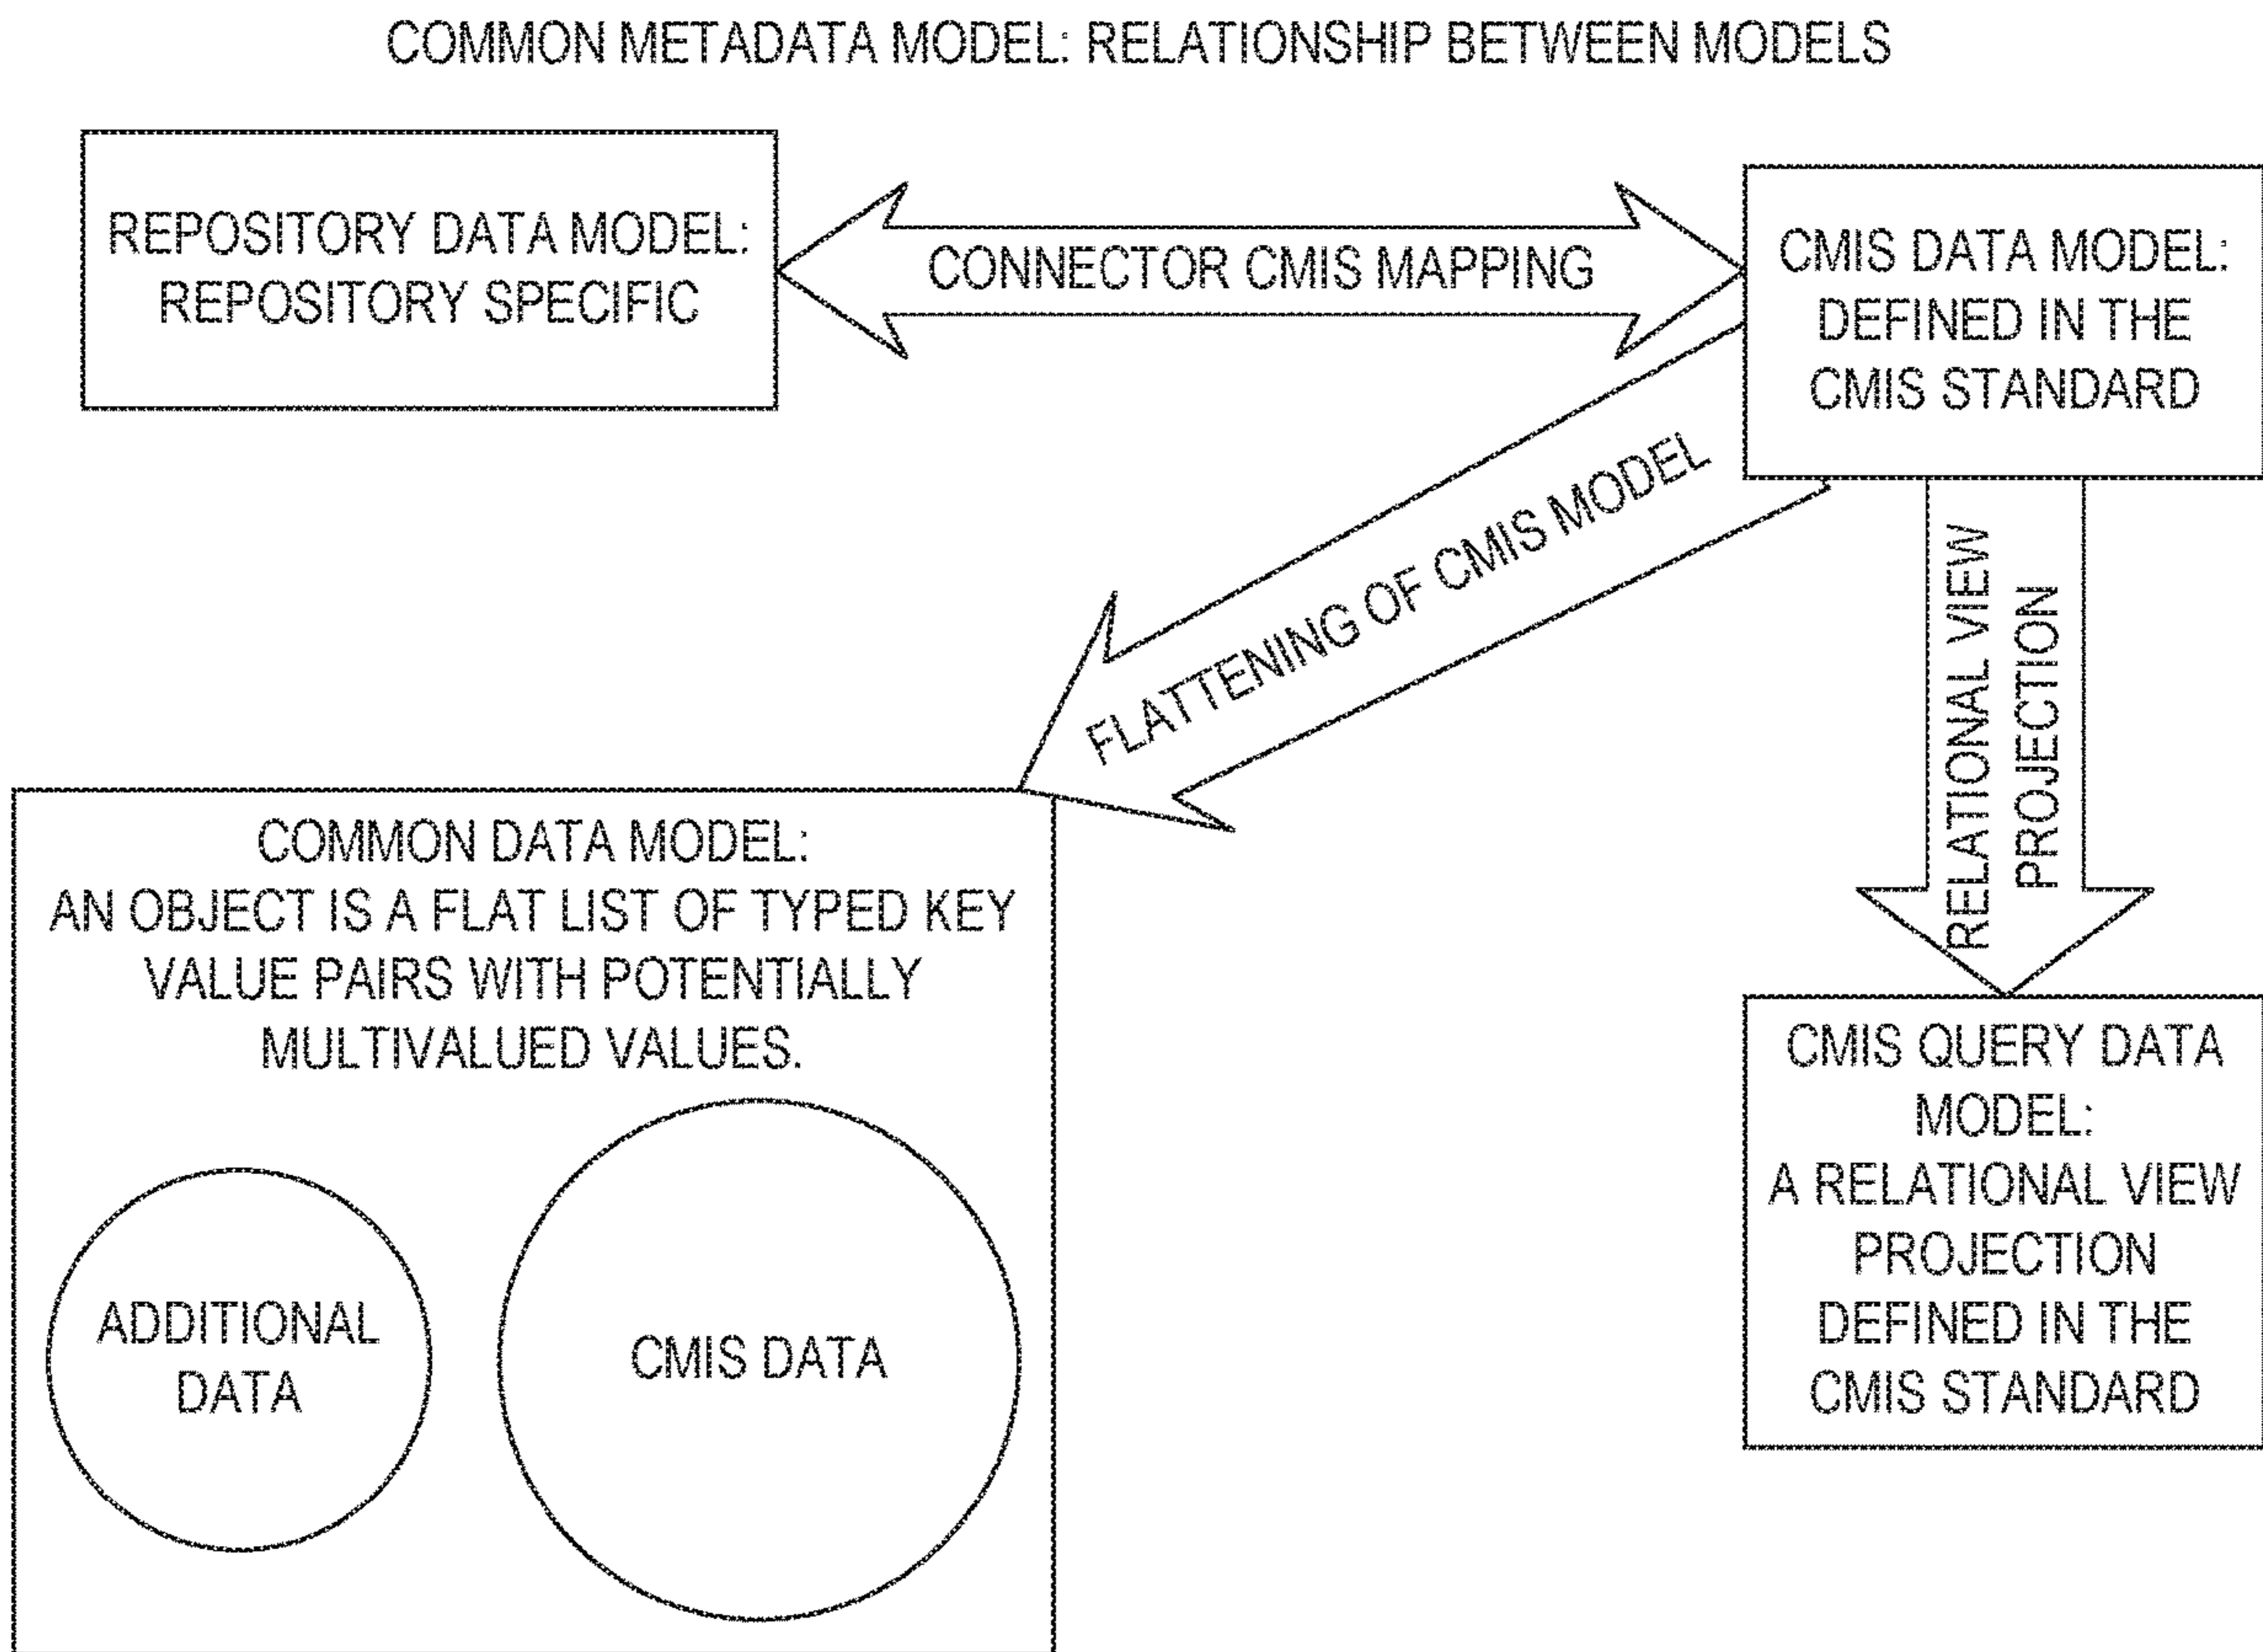 COMMON METADATA MODEL: RELATIONSHIP BETWEEN MODELS
REPOSITORY DATA MODEL:
REPOSITORY SPECIFIC
CONNECTOR CMIS MAPPING
CMIS DATA MODEL:
DEFINED IN THE
CMIS STANDARD
FLATTENING OF CMIS MODEL
RELATIONAL VIEW
PROJECTION
COMMON DATA MODEL:
AN OBJECT IS A FLAT LIST OF TYPED KEY
VALUE PAIRS WITH POTENTIALLY
MULTIVALUED VALUES.
ADDITIONAL
DATA
CMIS DATA
CMIS QUERY DATA
MODEL:
A RELATIONAL VIEW
PROJECTION
DEFINED IN THE
CMIS STANDARD